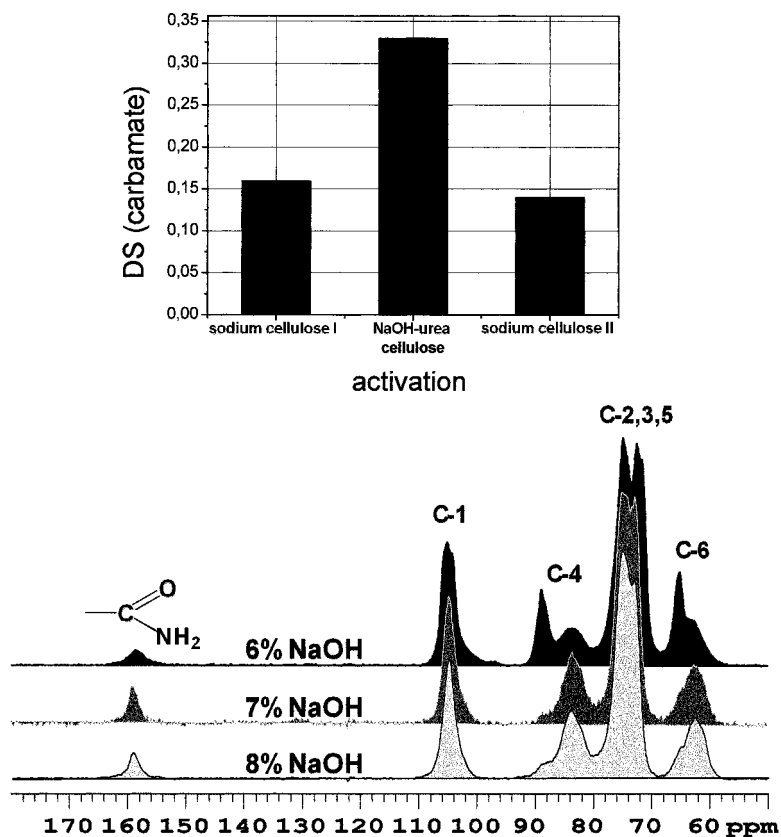 0,35
0,30
0,25
0,20
0,15
0,10
0,05
0,00
DS (carbamate)
sodium cellulose I
NaOH-urea
cellulose
sodium cellulose II
activation
C-2,3,5
C-1
C-4
C-6
C
O
NH2
6% NaOH
7% NaOH
8% NaOH
170 160 150 140 130 120 110 100 90 80 70 60 ppm